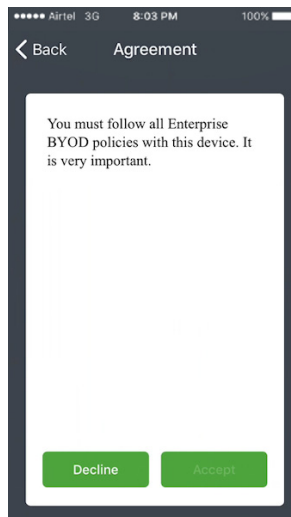 Airtel 3G 8:03 PM 100%
Back Agreement
You must follow all Enterprise
BYOD policies with this device. It
is very important.
Decline Accept